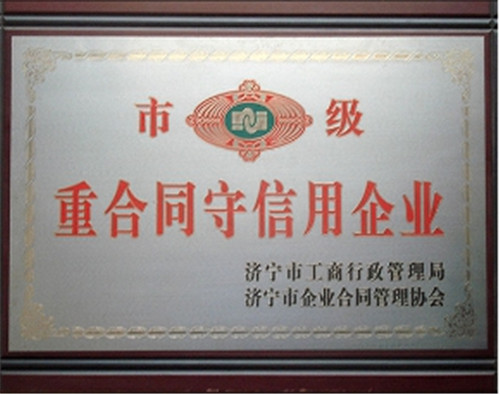 市级
重合同守信用企业
济宁市工商行政管理局
济宁市企业合同管理协会